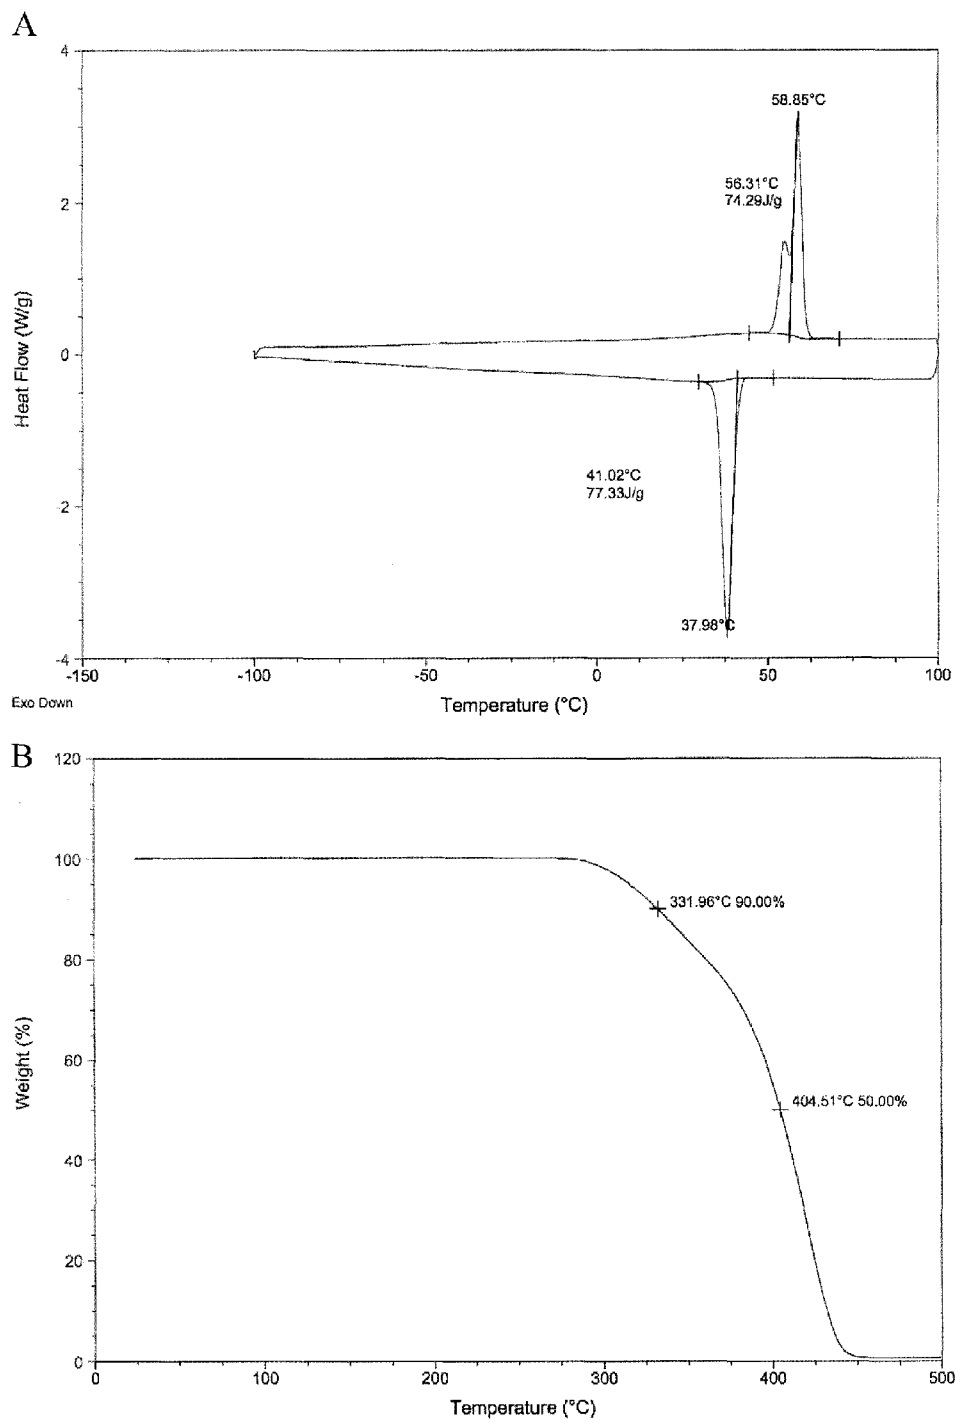 A
4
58.85°C
56.31°C
74.29J/g
2
Heat Flow (W/g)
0
41.02°C
77.33J/g
-2
37.98°C
-4
-150
-100
-50
0
50
100
Exo Down
Temperature (°C)
B
120
100
331.96°C 90.00%
80
Weight (%)
60
404.51°C 50.00%
40
20
0
0
100
200
300
400
500
Temperature (°C)